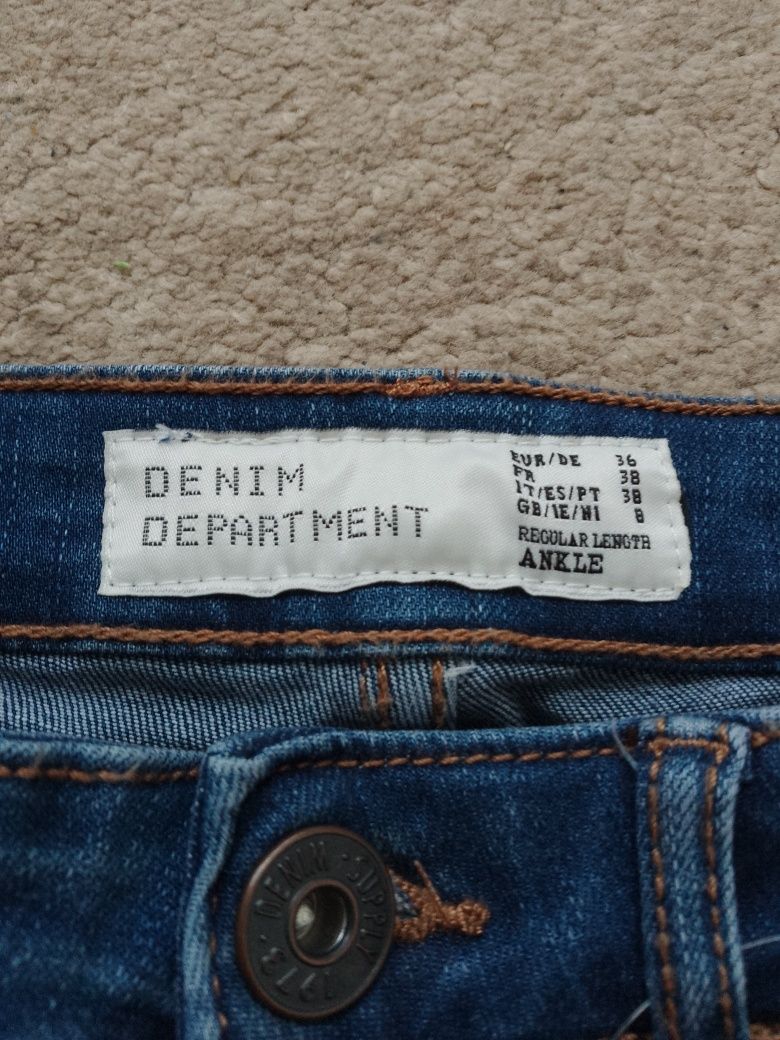 DENIM
DEPARTMENT
EUR/DE 36
FR 38
IT/ES/PT 38
GB/IE/NI 8
REGULAR LENGTH
ANKLE
1973 · DENIM · SUPPLY